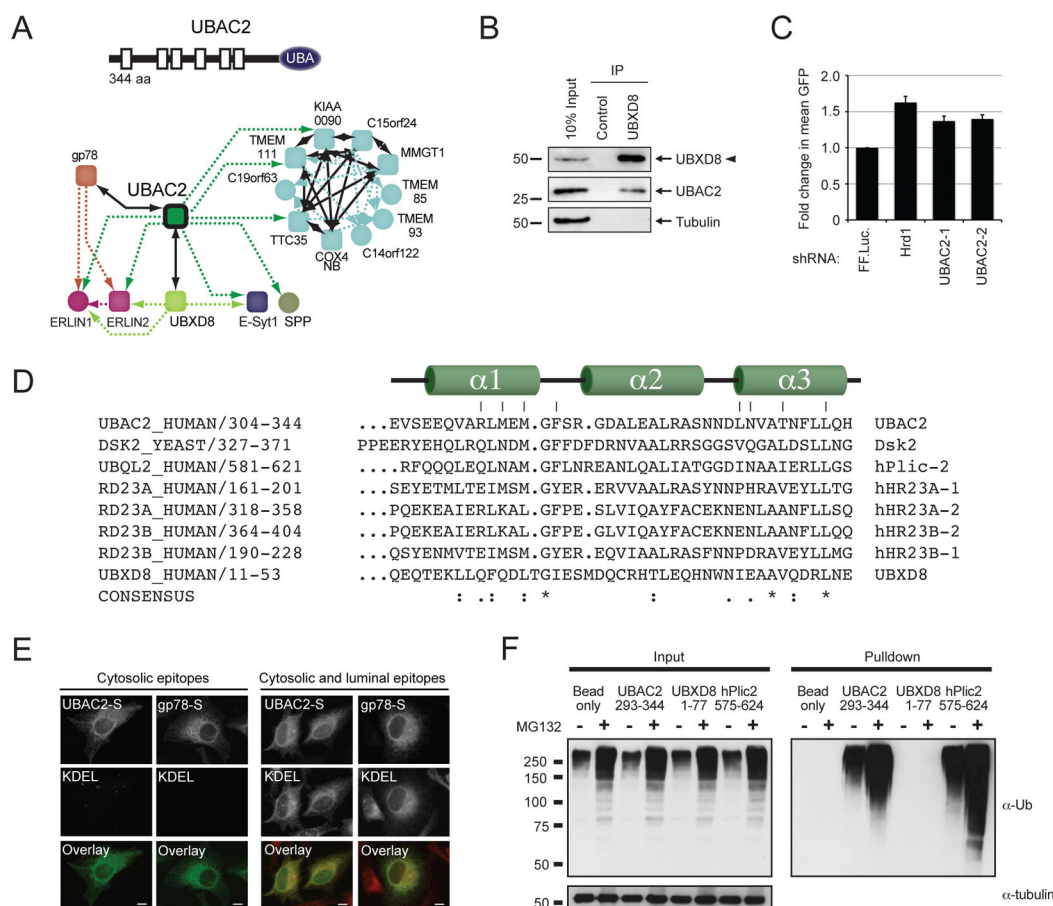 A
UBAC2
UBA
344 aa
KIAA
0090
C15orf24
TMEM
111
MMGT1
gp78
C19orf63
UBAC2
TMEM
85
TMEM
93
TTC35
C14orf122
COX4
NB
ERLIN1
ERLIN2
UBXD8
E-Syt1
SPP
B
IP
10% Input
Control
UBXD8
50
UBXD8
25
UBAC2
50
Tubulin
C
Fold change in mean GFP
2.0
1.5
1.0
0.5
0
shRNA:
FF.Luc.
Hrd1
UBAC2-1
UBAC2-2
D
α1
α2
α3
UBAC2_HUMAN/304-344 ...EVSEEQVARLMEM.GFSR.GDALEALRASNNDLNVATNFLLQH UBAC2
DSK2_YEAST/327-371 PPEERYEHQLRQLNDM.GFFDFDRNVAALRRSGGSVQGALDSLLNG Dsk2
UBQL2_HUMAN/581-621 ...RFQQQLEQLNAM.GFLNREANLQALIATGGDINAAIERLLGS hPlic-2
RD23A_HUMAN/161-201 ...SEYETMLTEIMSM.GYER.ERVVAALRASYNNPHRAVEYLLTG hHR23A-1
RD23A_HUMAN/318-358 ...PQEKEAIERLKAL.GFPE.SLVIQAYFACEKNENLAANFLLSQ hHR23A-2
RD23B_HUMAN/364-404 ...PQEKEAIERLKAL.GFPE.GLVIQAYFACEKNENLAANFLLQQ hHR23B-2
RD23B_HUMAN/190-228 ...QSYENMVTEIMSM.GYER.EQVIAALRASFNNPDRAVEYLLMG hHR23B-1
UBXD8_HUMAN/11-53 ...QEQTEKLLQFQDLTGIESMDQCRHTLEQHNWNIEAAVQDRLNE UBXD8
CONSENSUS : .: : * : . . * : *
E
Cytosolic epitopes
Cytosolic and luminal epitopes
UBAC2-S
gp78-S
UBAC2-S
gp78-S
KDEL
KDEL
KDEL
KDEL
Overlay
Overlay
Overlay
Overlay
F
Input
Pulldown
Bead
only
UBAC2
293-344
UBXD8
1-77
hPlic2
575-624
Bead
only
UBAC2
293-344
UBXD8
1-77
hPlic2
575-624
MG132 - + - + - + - + - + - + - + - +
250
150
100
75
50
α-Ub
50
α-tubulin